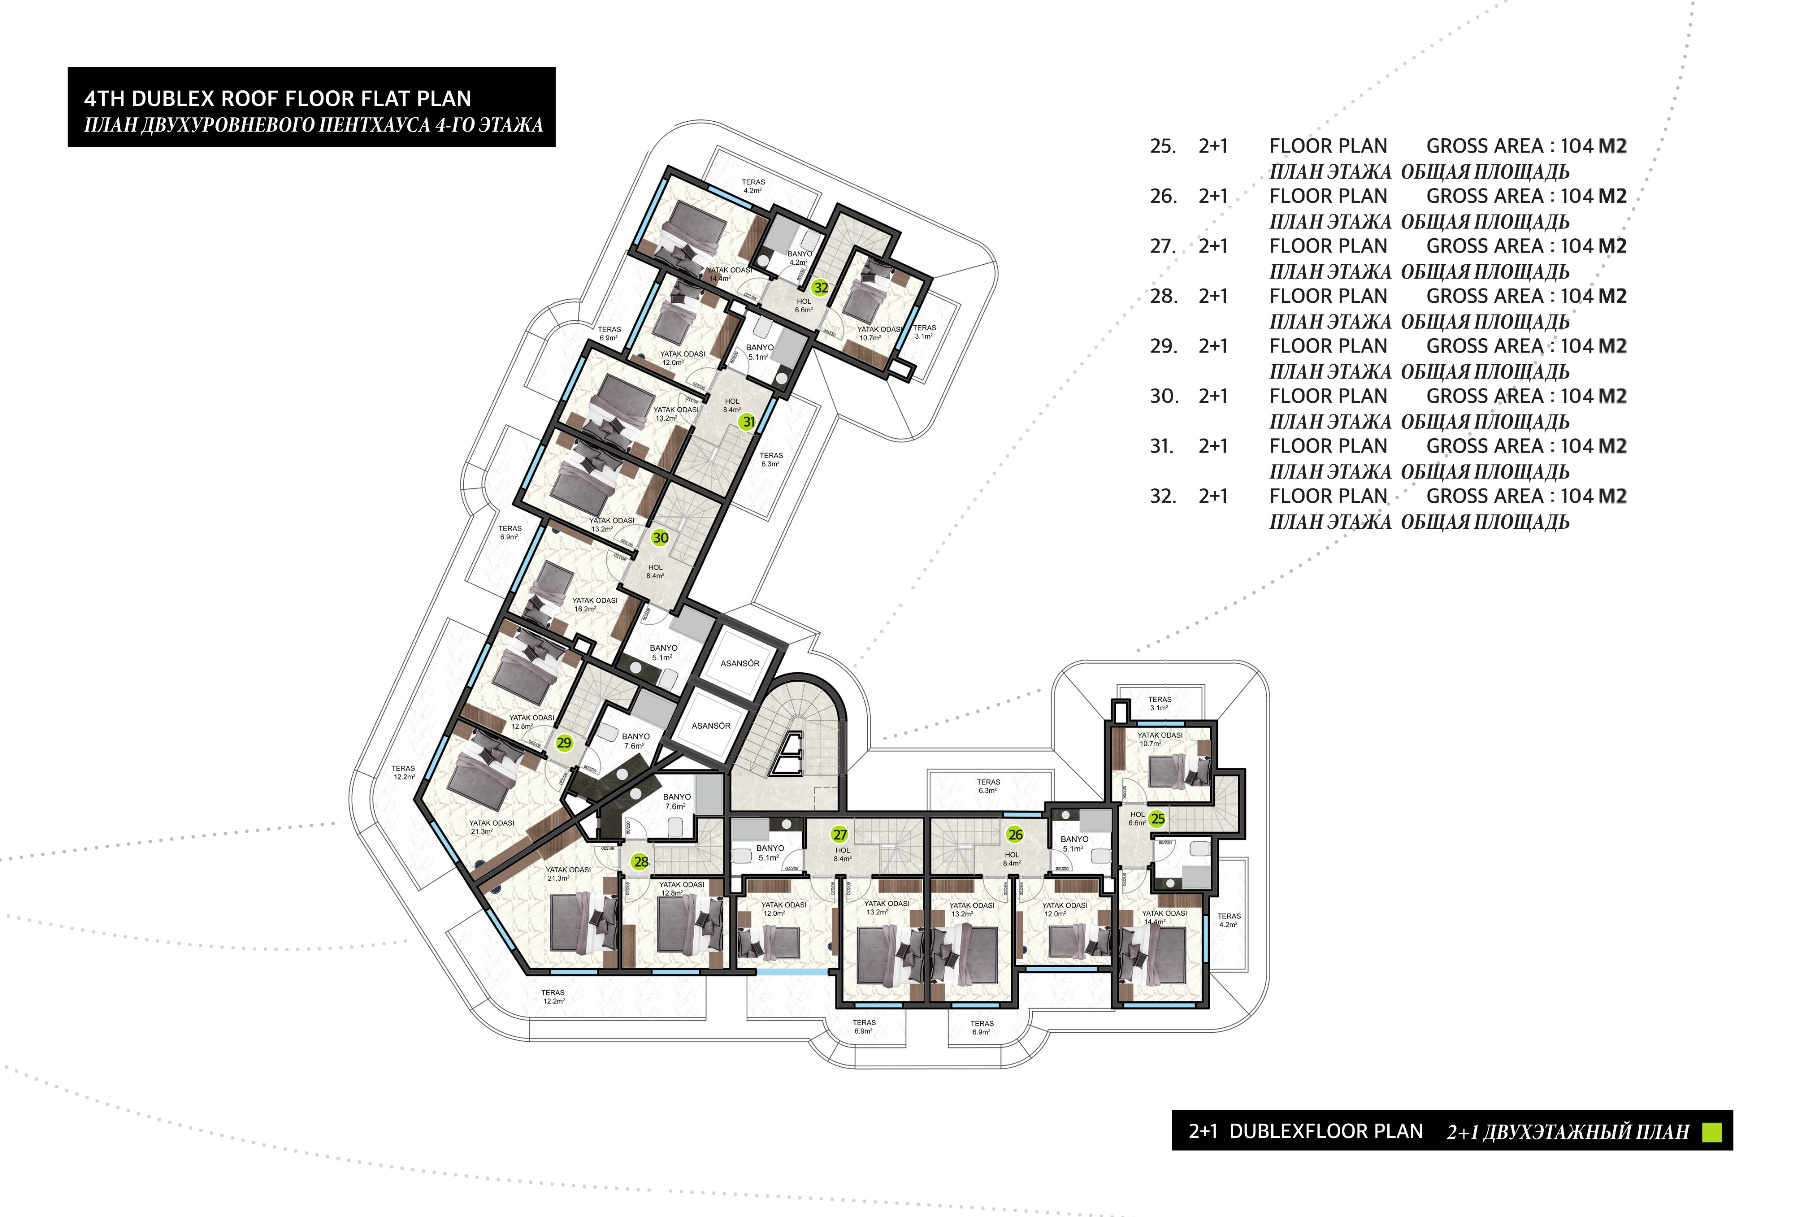 4TH DUBLEX ROOF FLOOR FLAT PLAN
ПЛАН ДВУХУРОВНЕВОГО ПЕНТХАУСА 4-ГО ЭТАЖА
25. 2+1 FLOOR PLAN GROSS AREA : 104 M2
ПЛАН ЭТАЖА ОБЩАЯ ПЛОЩАДЬ
26. 2+1 FLOOR PLAN GROSS AREA : 104 M2
ПЛАН ЭТАЖА ОБЩАЯ ПЛОЩАДЬ
27. 2+1 FLOOR PLAN GROSS AREA : 104 M2
ПЛАН ЭТАЖА ОБЩАЯ ПЛОЩАДЬ
28. 2+1 FLOOR PLAN GROSS AREA : 104 M2
ПЛАН ЭТАЖА ОБЩАЯ ПЛОЩАДЬ
29. 2+1 FLOOR PLAN GROSS AREA : 104 M2
ПЛАН ЭТАЖА ОБЩАЯ ПЛОЩАДЬ
30. 2+1 FLOOR PLAN GROSS AREA : 104 M2
ПЛАН ЭТАЖА ОБЩАЯ ПЛОЩАДЬ
31. 2+1 FLOOR PLAN GROSS AREA : 104 M2
ПЛАН ЭТАЖА ОБЩАЯ ПЛОЩАДЬ
32. 2+1 FLOOR PLAN GROSS AREA : 104 M2
ПЛАН ЭТАЖА ОБЩАЯ ПЛОЩАДЬ
TERAS
4.2m²
BANYO
4.2m²
YATAK ODASI
14.4m²
32
HOL
6.6m²
YATAK ODASI
10.7m²
TERAS
3.1m²
TERAS
6.9m²
YATAK ODASI
12.0m²
BANYO
5.1m²
YATAK ODASI
13.2m²
HOL
8.4m²
31
TERAS
6.3m²
YATAK ODASI
13.2m²
TERAS
6.9m²
30
HOL
8.4m²
YATAK ODASI
16.2m²
BANYO
5.1m²
ASANSÖR
ASANSÖR
YATAK ODASI
12.8m²
29
BANYO
7.6m²
TERAS
12.2m²
YATAK ODASI
21.3m²
BANYO
7.6m²
28
YATAK ODASI
21.3m²
YATAK ODASI
12.8m²
TERAS
12.2m²
BANYO
5.1m²
27
HOL
8.4m²
YATAK ODASI
12.0m²
YATAK ODASI
13.2m²
TERAS
6.9m²
TERAS
6.3m²
26
HOL
8.4m²
BANYO
5.1m²
YATAK ODASI
13.2m²
YATAK ODASI
12.0m²
TERAS
6.9m²
TERAS
3.1m²
YATAK ODASI
10.7m²
HOL
6.6m²
25
YATAK ODASI
14.4m²
TERAS
4.2m²
2+1 DUBLEXFLOOR PLAN 2+1 ДВУХЭТАЖНЫЙ ПЛАН